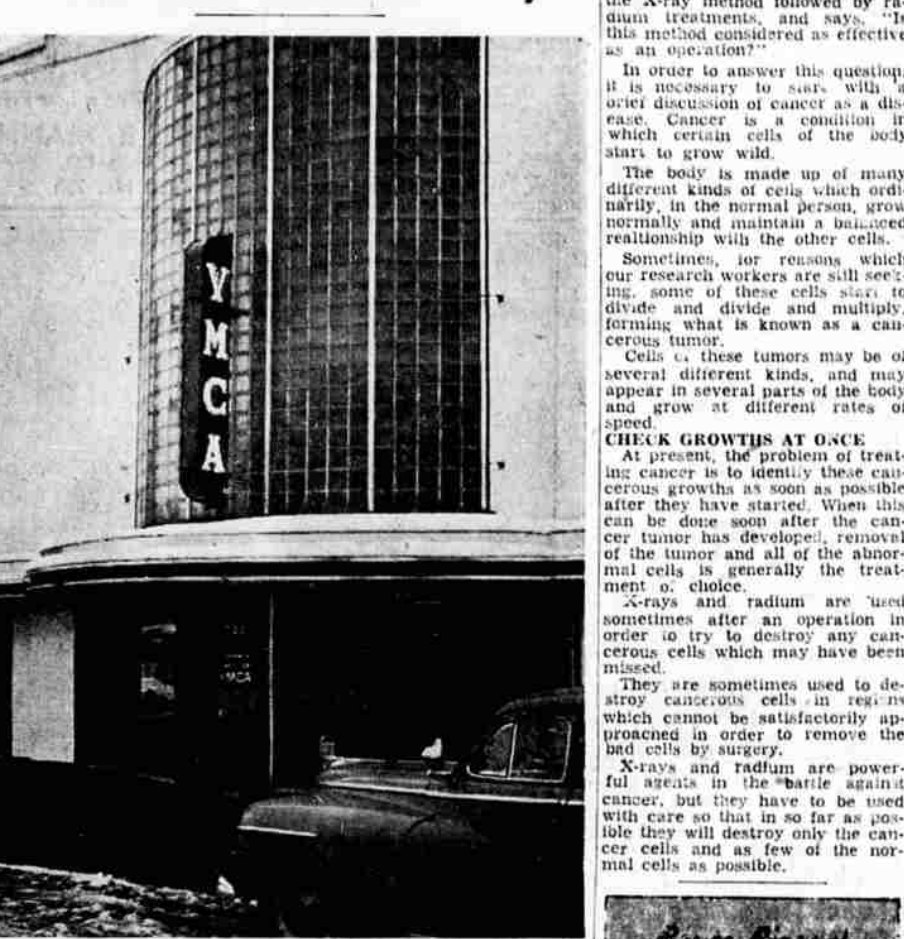 Y
M
C
A
YMCA
the X-ray method followed by ra-
dium treatments, and says, "Is
this method considered as effective
as an operation?"
In order to answer this question,
it is necessary to start with a
brief discussion of cancer as a dis-
ease. Cancer is a condition in
which certain cells of the body
start to grow wild.
The body is made up of many
different kinds of cells which ordi-
narily, in the normal person, grow
normally and maintain a balanced
realtionship with the other cells.
Sometimes, for reasons which
our research workers are still seek-
ing, some of these cells start to
divide and divide and multiply,
forming what is known as a can-
cerous tumor.
Cells of these tumors may be of
several different kinds, and may
appear in several parts of the body
and grow at different rates of
speed.
CHECK GROWTHS AT ONCE
At present, the problem of treat-
ing cancer is to identify these can-
cerous growths as soon as possible
after they have started. When this
can be done soon after the can-
cer tumor has developed, removal
of the tumor and all of the abnor-
mal cells is generally the treat-
ment of choice.
X-rays and radium are used
sometimes after an operation in
order to try to destroy any can-
cerous cells which may have been
missed.
They are sometimes used to de-
stroy cancerous cells in regions
which cannot be satisfactorily ap-
proached in order to remove the
bad cells by surgery.
X-rays and radium are power-
ful agents in the battle against
cancer, but they have to be used
with care so that in so far as pos-
ible they will destroy only the can-
cer cells and as few of the nor-
mal cells as possible.